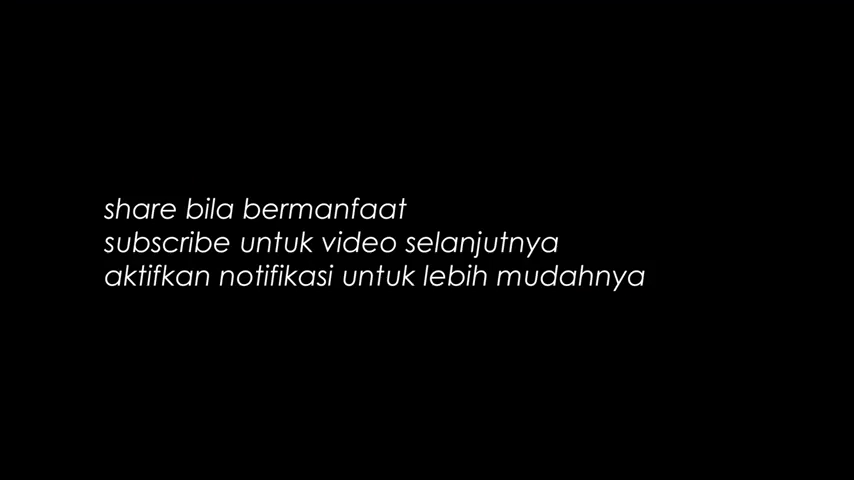 share bila bermanfaat
subscribe untuk video selanjutnya
aktifkan notifikasi untuk lebih mudahnya